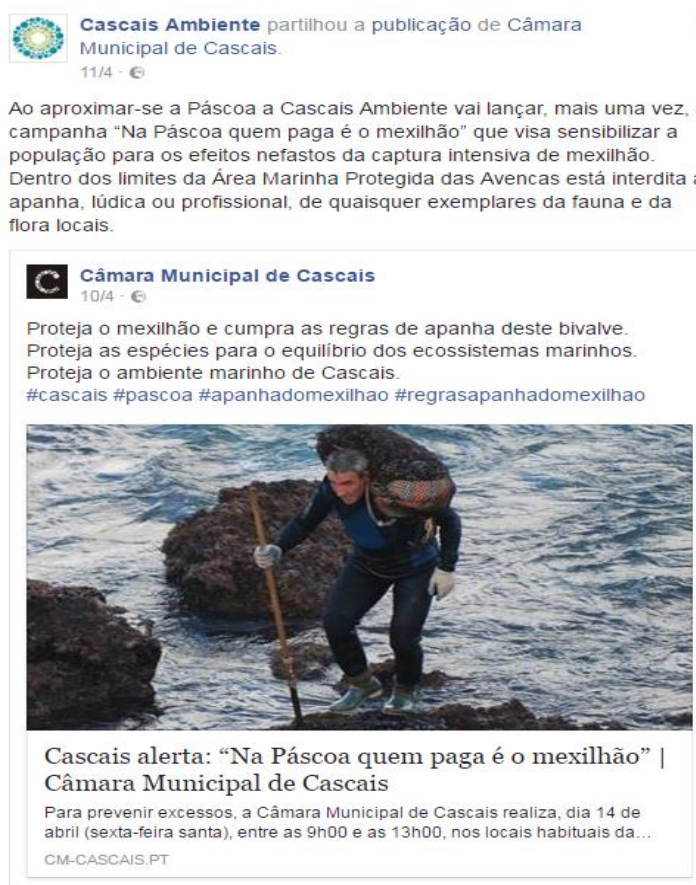 Cascais Ambiente partilhou a publicação de Câmara
Municipal de Cascais.
11/4 ·
Ao aproximar-se a Páscoa a Cascais Ambiente vai lançar, mais uma vez,
campanha “Na Páscoa quem paga é o mexilhão” que visa sensibilizar a
população para os efeitos nefastos da captura intensiva de mexilhão.
Dentro dos limites da Área Marinha Protegida das Avencas está interdita a
apanha, lúdica ou profissional, de quaisquer exemplares da fauna e da
flora locais.
C
Câmara Municipal de Cascais
10/4 ·
Proteja o mexilhão e cumpra as regras de apanha deste bivalve.
Proteja as espécies para o equilíbrio dos ecossistemas marinhos.
Proteja o ambiente marinho de Cascais.
#cascais #pascoa #apanhadomexilhao #regrasapanhadomexilhao
Cascais alerta: “Na Páscoa quem paga é o mexilhão” |
Câmara Municipal de Cascais
Para prevenir excessos, a Câmara Municipal de Cascais realiza, dia 14 de
abril (sexta-feira santa), entre as 9h00 e as 13h00, nos locais habituais da...
CM-CASCAIS.PT